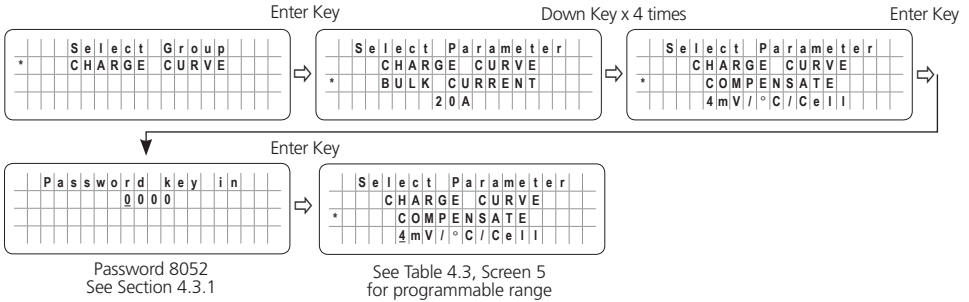 Enter Key
Down Key x 4 times
Enter Key
Select Group
* CHARGE CURVE
Select Parameter
CHARGE CURVE
* BULK CURRENT
20A
Select Parameter
CHARGE CURVE
* COMPENSATE
4mV/°C/Cell
Enter Key
Password key in
0000
Select Parameter
CHARGE CURVE
* COMPENSATE
4mV/°C/Cell
Password 8052
See Section 4.3.1
See Table 4.3, Screen 5
for programmable range